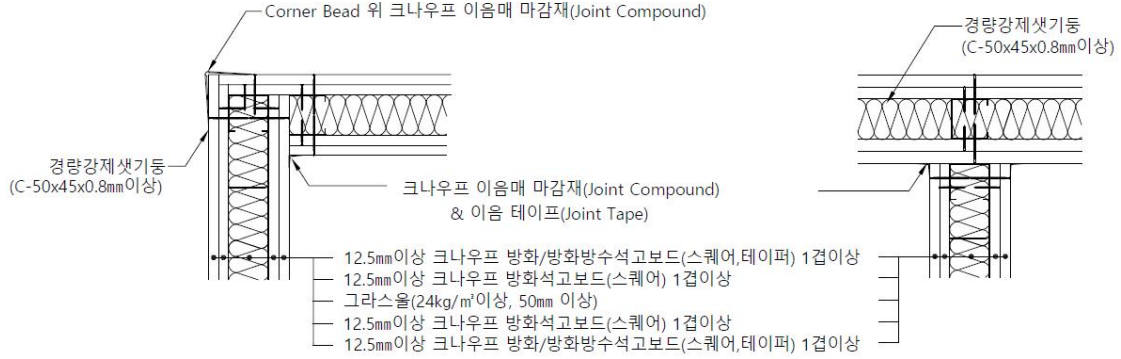 Corner Bead 위 크나우프 이음매 마감재(Joint Compound)
경량강제샛기둥
(C-50x45x0.8㎜이상)
경량강제샛기둥
(C-50x45x0.8㎜이상)
크나우프 이음매 마감재(Joint Compound)
& 이음 테이프(Joint Tape)
12.5㎜이상 크나우프 방화/방화방수석고보드(스퀘어,테이퍼) 1겹이상
12.5㎜이상 크나우프 방화석고보드(스퀘어) 1겹이상
그라스울(24kg/㎥이상, 50㎜ 이상)
12.5㎜이상 크나우프 방화석고보드(스퀘어) 1겹이상
12.5㎜이상 크나우프 방화/방화방수석고보드(스퀘어,테이퍼) 1겹이상